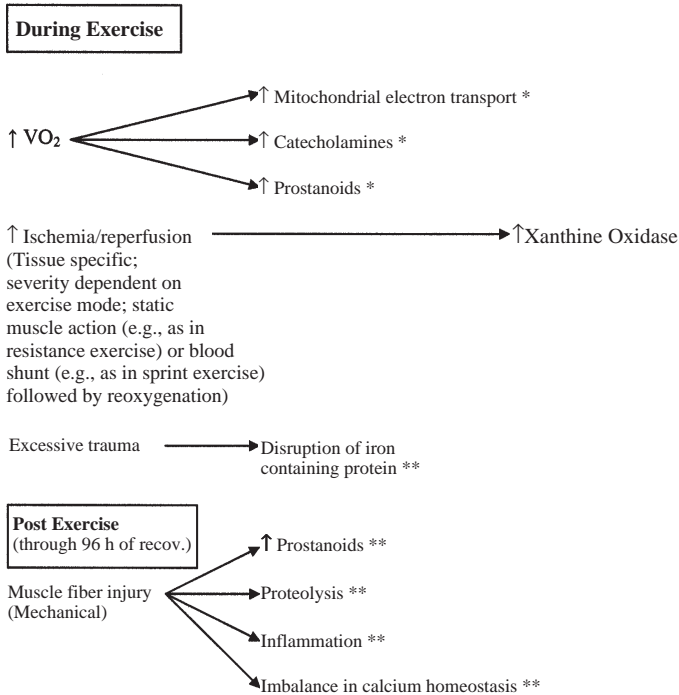 During Exercise
↑ Mitochondrial electron transport *
↑ VO₂
↑ Catecholamines *
↑ Prostanoids *
↑ Ischemia/reperfusion
↑Xanthine Oxidase
(Tissue specific;
severity dependent on
exercise mode; static
muscle action (e.g., as in
resistance exercise) or blood
shunt (e.g., as in sprint exercise)
followed by reoxygenation)
Excessive trauma
Disruption of iron
containing protein **
Post Exercise
(through 96 h of recov.)
↑ Prostanoids **
Muscle fiber injury
(Mechanical)
Proteolysis **
Inflammation **
Imbalance in calcium homeostasis **